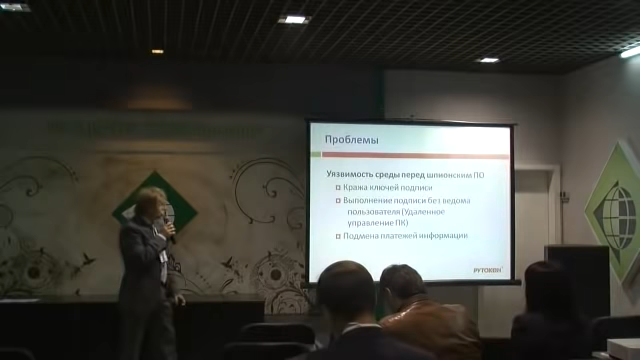 Проблемы
Уязвимость среды перед шпионским ПО
Кража ключей подписи
Выполнение подписи без ведома
пользователя (Удаленное
управление ПК)
Подмена платежей информации
РУТОКЕН